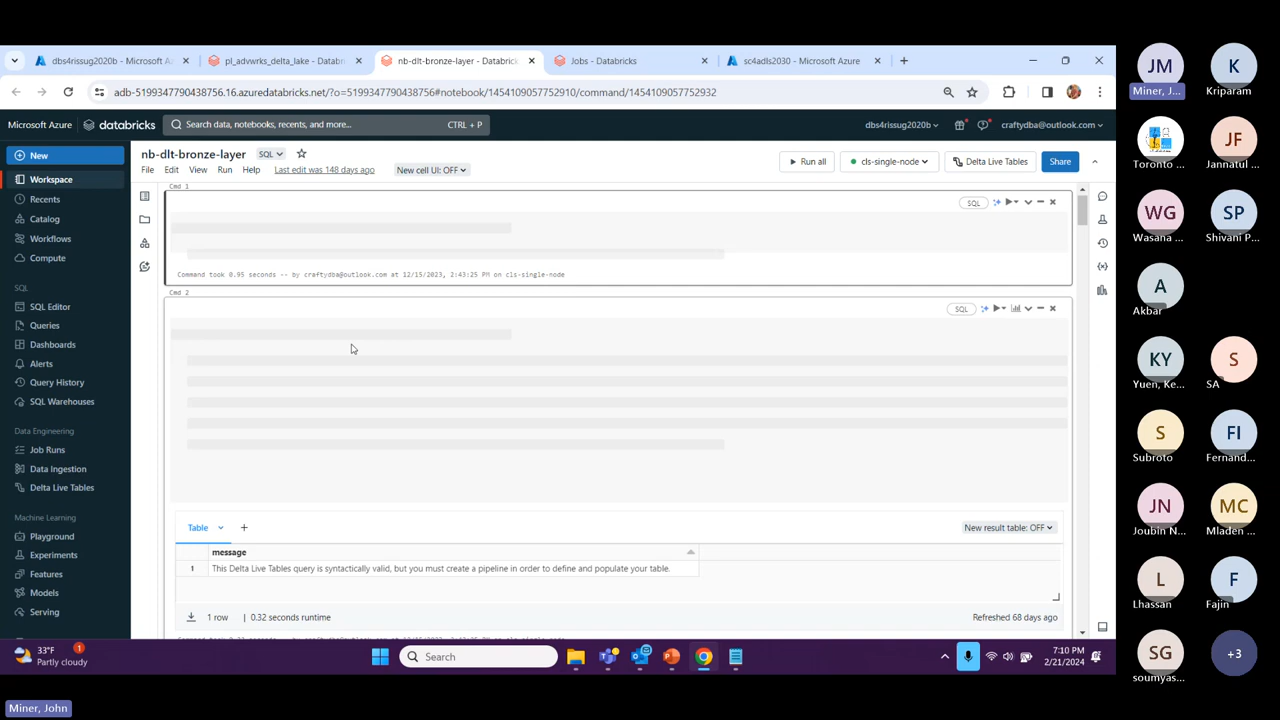 dbs4rissug2020b - Microsoft A
pl_advwrks_delta_lake - Databri
nb-dlt-bronze-layer - Databrick
Jobs - Databricks
sc4adls2030 - Microsoft Azure
adb-5199347790438756.16.azuredatabricks.net/?o=5199347790438756#notebook/1454109057752910/command/1454109057752932
Microsoft Azure
databricks
Search data, notebooks, recents, and more...
CTRL + P
dbs4rissug2020b
craftydba@outlook.com
New
Workspace
Recents
Catalog
Workflows
Compute
SQL
SQL Editor
Queries
Dashboards
Alerts
Query History
SQL Warehouses
Data Engineering
Job Runs
Data Ingestion
Delta Live Tables
Machine Learning
Playground
Experiments
Features
Models
Serving
nb-dlt-bronze-layer
SQL
File Edit View Run Help Last edit was 148 days ago
New cell UI: OFF
Run all
cls-single-node
Delta Live Tables
Share
Cmd 1
SQL
Command took 0.95 seconds -- by craftydba@outlook.com at 12/15/2023, 2:43:25 PM on cls-single-node
Cmd 2
SQL
Table
New result table: OFF
message
1 This Delta Live Tables query is syntactically valid, but you must create a pipeline in order to define and populate your table.
1 row | 0.32 seconds runtime
Refreshed 68 days ago
33°F
Partly cloudy
1
Search
7:10 PM
2/21/2024
Miner, John
JM
Miner, J...
K
Kriparam
Toronto ...
JF
Jannatul ...
WG
Wasana ...
SP
Shivani P...
A
Akbar
KY
Yuen, Ke...
S
SA
S
Subroto
FI
Fernand...
JN
Joubin N...
MC
Mladen ...
L
Lhassan
F
Fajin
SG
soumyas...
+3